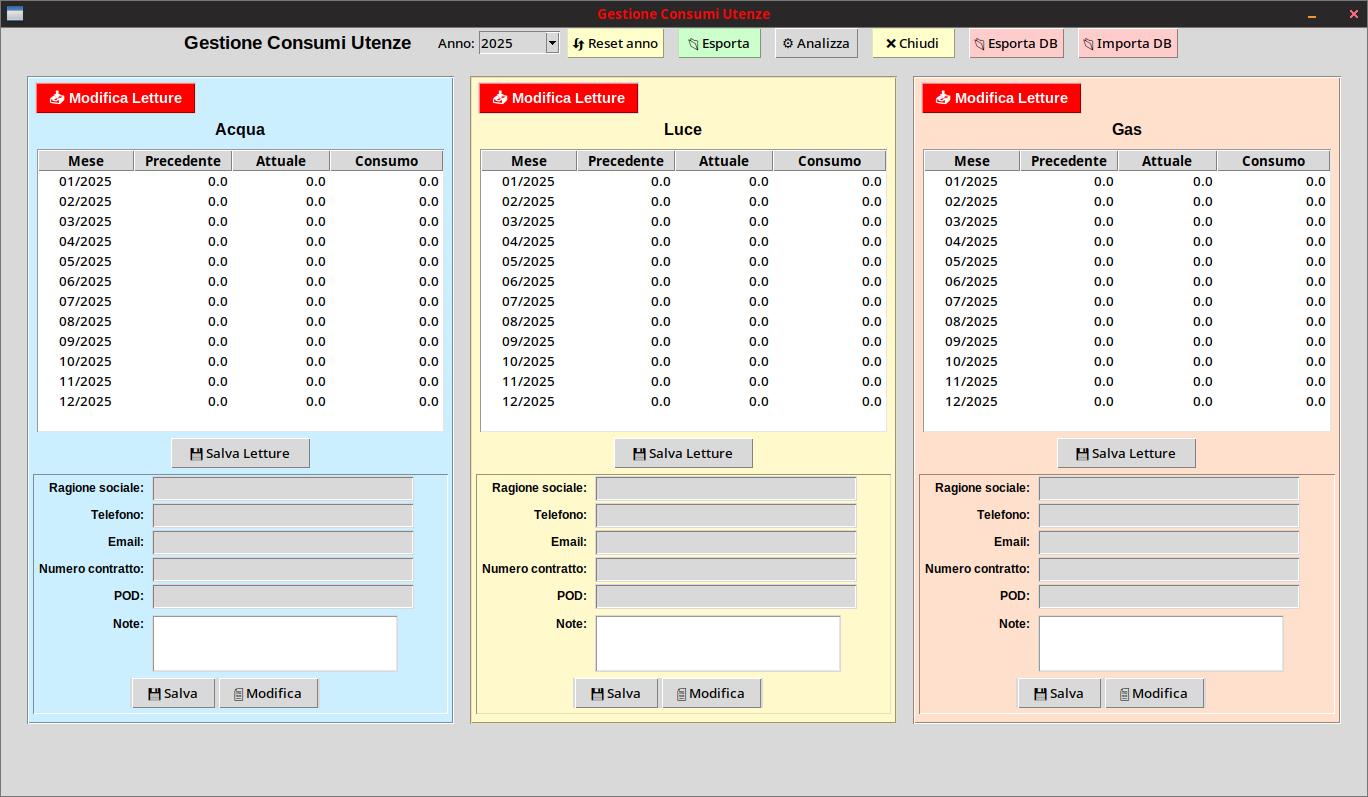 Gestione Consumi Utenze
Gestione Consumi Utenze Anno: 2025 Reset anno Esporta Analizza Chiudi Esporta DB Importa DB
Modifica Letture
Acqua
Mese Precedente Attuale Consumo
01/2025 0.0 0.0 0.0
02/2025 0.0 0.0 0.0
03/2025 0.0 0.0 0.0
04/2025 0.0 0.0 0.0
05/2025 0.0 0.0 0.0
06/2025 0.0 0.0 0.0
07/2025 0.0 0.0 0.0
08/2025 0.0 0.0 0.0
09/2025 0.0 0.0 0.0
10/2025 0.0 0.0 0.0
11/2025 0.0 0.0 0.0
12/2025 0.0 0.0 0.0
Salva Letture
Ragione sociale:
Telefono:
Email:
Numero contratto:
POD:
Note:
Salva Modifica
Modifica Letture
Luce
Mese Precedente Attuale Consumo
01/2025 0.0 0.0 0.0
02/2025 0.0 0.0 0.0
03/2025 0.0 0.0 0.0
04/2025 0.0 0.0 0.0
05/2025 0.0 0.0 0.0
06/2025 0.0 0.0 0.0
07/2025 0.0 0.0 0.0
08/2025 0.0 0.0 0.0
09/2025 0.0 0.0 0.0
10/2025 0.0 0.0 0.0
11/2025 0.0 0.0 0.0
12/2025 0.0 0.0 0.0
Salva Letture
Ragione sociale:
Telefono:
Email:
Numero contratto:
POD:
Note:
Salva Modifica
Modifica Letture
Gas
Mese Precedente Attuale Consumo
01/2025 0.0 0.0 0.0
02/2025 0.0 0.0 0.0
03/2025 0.0 0.0 0.0
04/2025 0.0 0.0 0.0
05/2025 0.0 0.0 0.0
06/2025 0.0 0.0 0.0
07/2025 0.0 0.0 0.0
08/2025 0.0 0.0 0.0
09/2025 0.0 0.0 0.0
10/2025 0.0 0.0 0.0
11/2025 0.0 0.0 0.0
12/2025 0.0 0.0 0.0
Salva Letture
Ragione sociale:
Telefono:
Email:
Numero contratto:
POD:
Note:
Salva Modifica